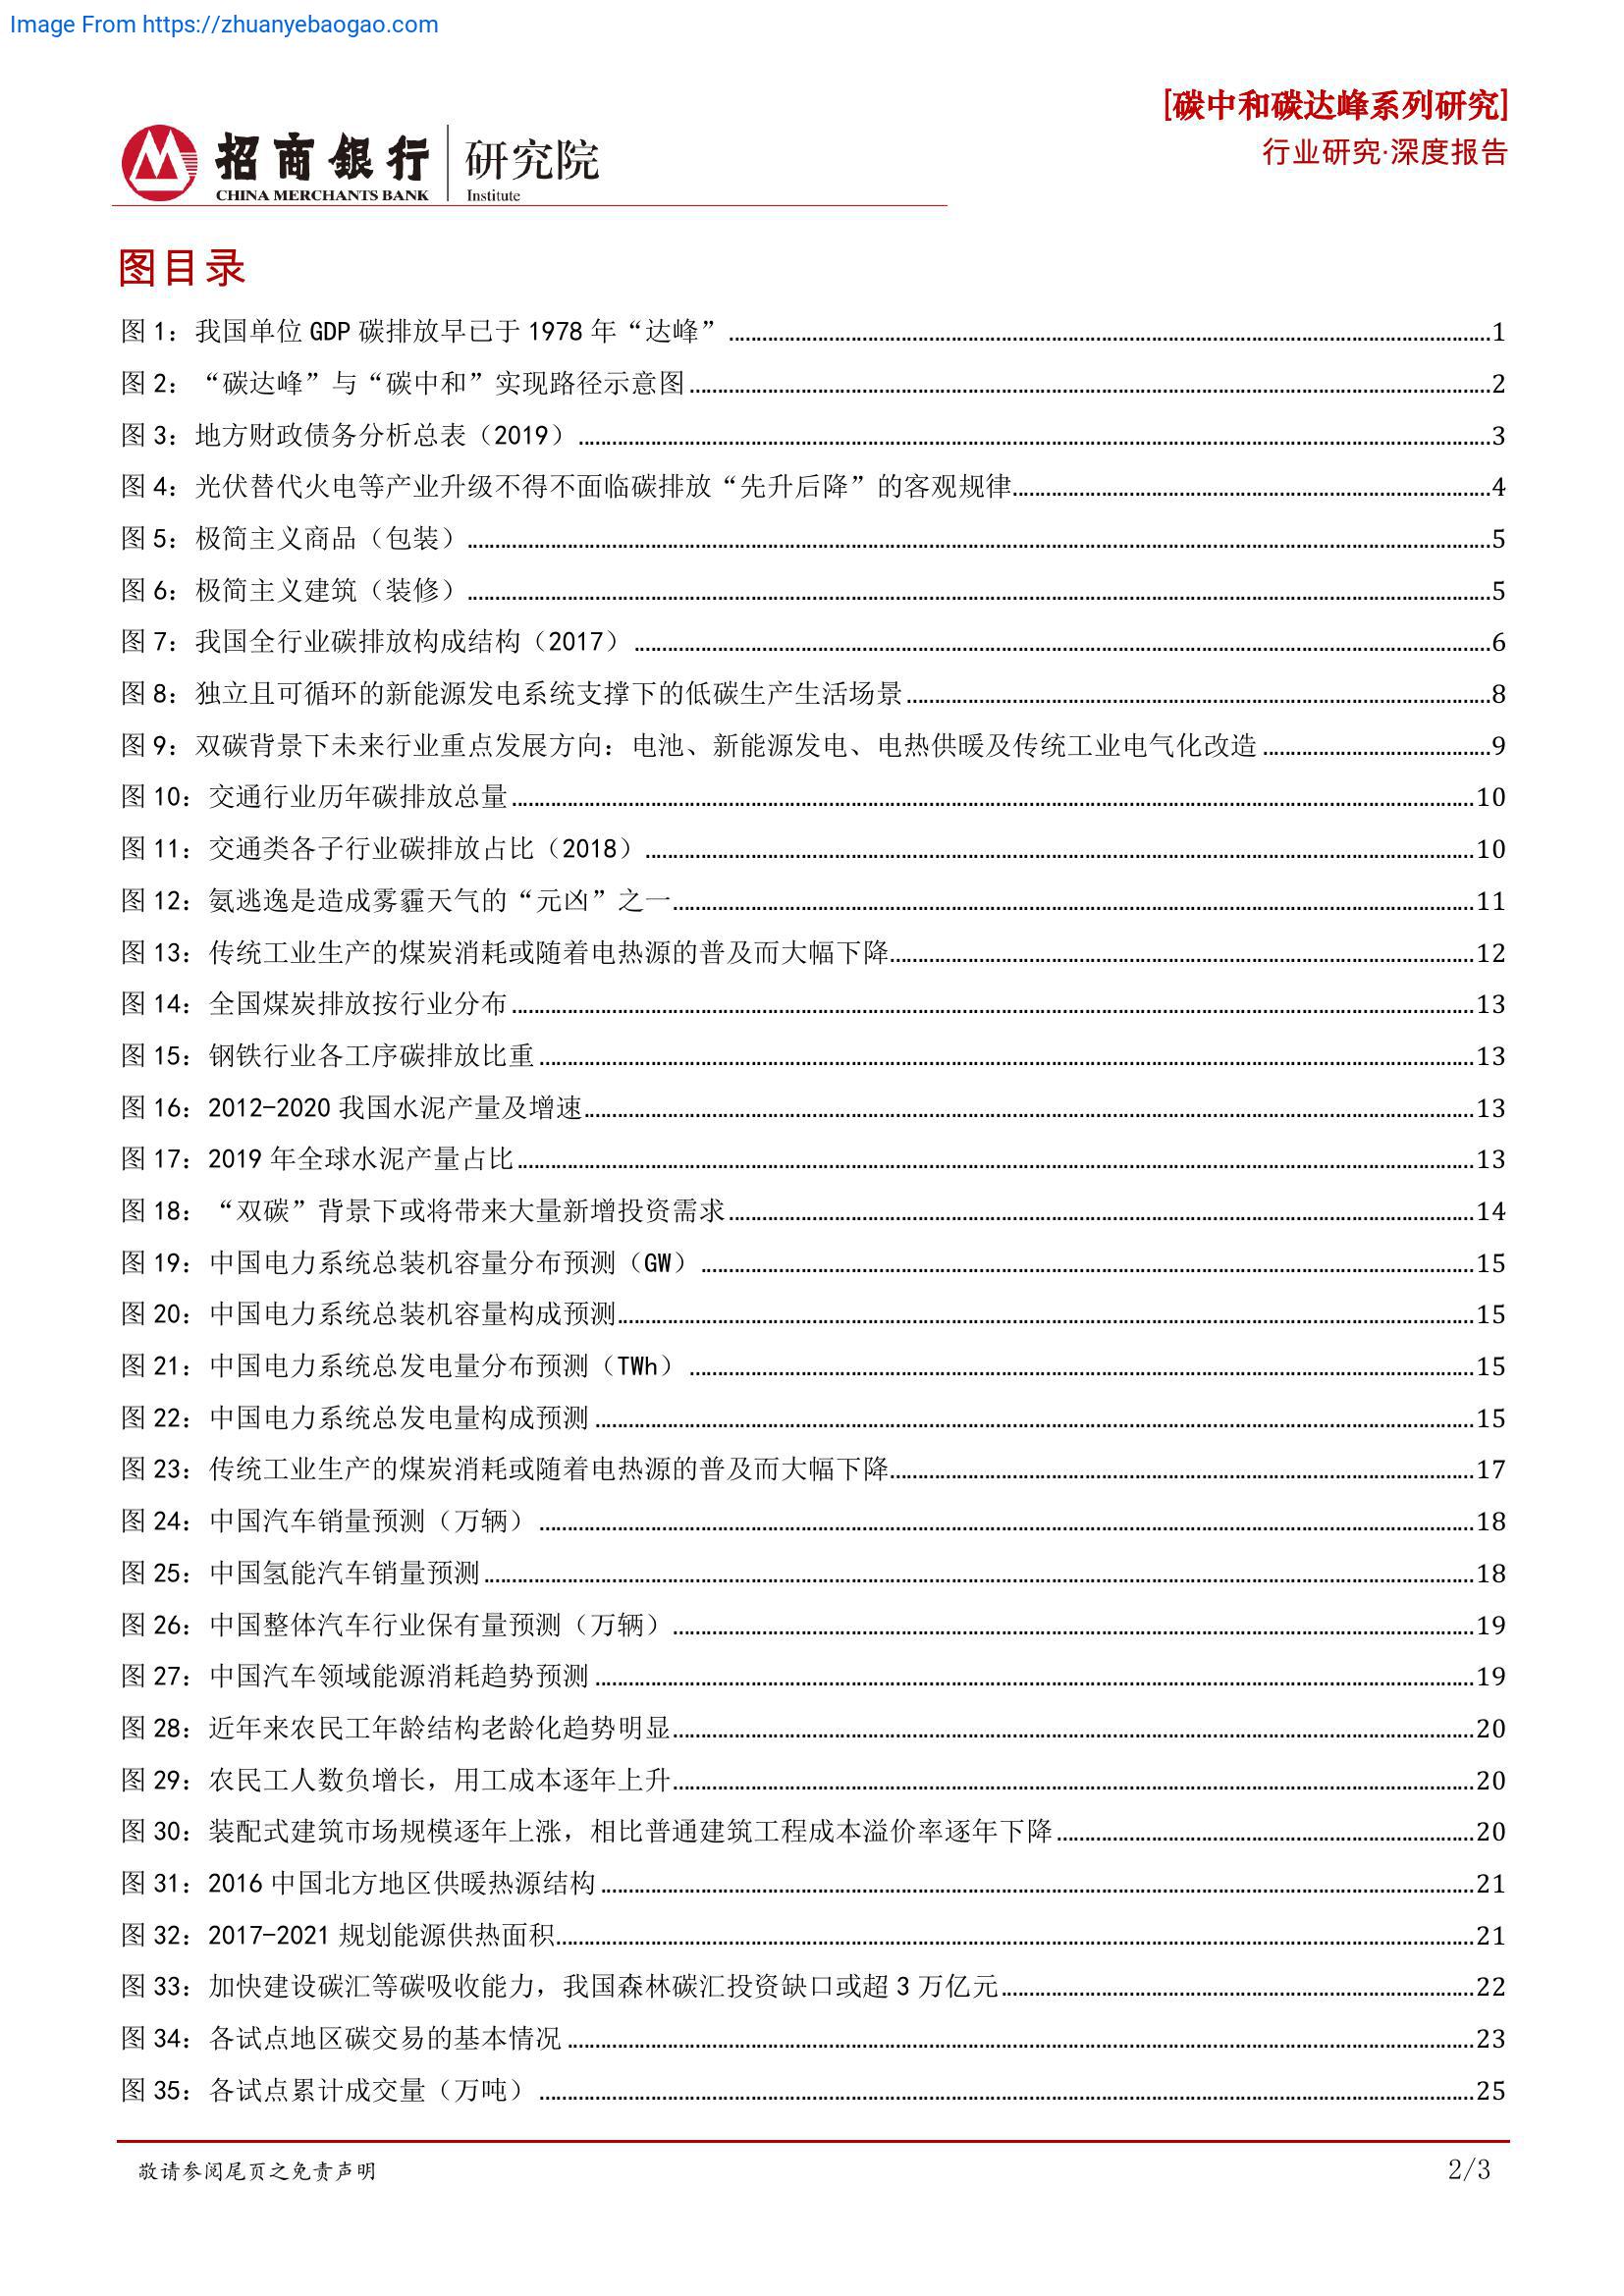 Image From https://zhuanyebaogao.com
[碳中和碳达峰系列研究]
行业研究·深度报告
招商银行 研究院
CHINA MERCHANTS BANK Institute
图目录
图 1：我国单位 GDP 碳排放早已于 1978 年“达峰” 1
图 2：“碳达峰”与“碳中和”实现路径示意图 2
图 3：地方财政债务分析总表（2019） 3
图 4：光伏替代火电等产业升级不得不面临碳排放“先升后降”的客观规律 4
图 5：极简主义商品（包装） 5
图 6：极简主义建筑（装修） 5
图 7：我国全行业碳排放构成结构（2017） 6
图 8：独立且可循环的新能源发电系统支撑下的低碳生产生活场景 8
图 9：双碳背景下未来行业重点发展方向：电池、新能源发电、电热供暖及传统工业电气化改造 9
图 10：交通行业历年碳排放总量 10
图 11：交通类各子行业碳排放占比（2018） 10
图 12：氨逃逸是造成雾霾天气的“元凶”之一 11
图 13：传统工业生产的煤炭消耗或随着电热源的普及而大幅下降 12
图 14：全国煤炭排放按行业分布 13
图 15：钢铁行业各工序碳排放比重 13
图 16：2012-2020 我国水泥产量及增速 13
图 17：2019 年全球水泥产量占比 13
图 18：“双碳”背景下或将带来大量新增投资需求 14
图 19：中国电力系统总装机容量分布预测（GW） 15
图 20：中国电力系统总装机容量构成预测 15
图 21：中国电力系统总发电量分布预测（TWh） 15
图 22：中国电力系统总发电量构成预测 15
图 23：传统工业生产的煤炭消耗或随着电热源的普及而大幅下降 17
图 24：中国汽车销量预测（万辆） 18
图 25：中国氢能汽车销量预测 18
图 26：中国整体汽车行业保有量预测（万辆） 19
图 27：中国汽车领域能源消耗趋势预测 19
图 28：近年来农民工年龄结构老龄化趋势明显 20
图 29：农民工人数负增长，用工成本逐年上升 20
图 30：装配式建筑市场规模逐年上涨，相比普通建筑工程成本溢价率逐年下降 20
图 31：2016 中国北方地区供暖热源结构 21
图 32：2017-2021 规划能源供热面积 21
图 33：加快建设碳汇等碳吸收能力，我国森林碳汇投资缺口或超 3 万亿元 22
图 34：各试点地区碳交易的基本情况 23
图 35：各试点累计成交量（万吨） 25
敬请参阅尾页之免责声明 2/3